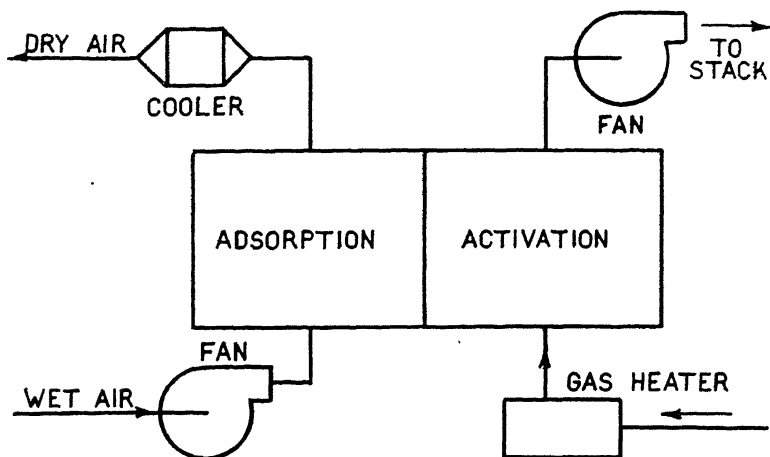 DRY AIR
COOLER
TO
STACK
FAN
ADSORPTION
ACTIVATION
FAN
WET AIR
GAS HEATER